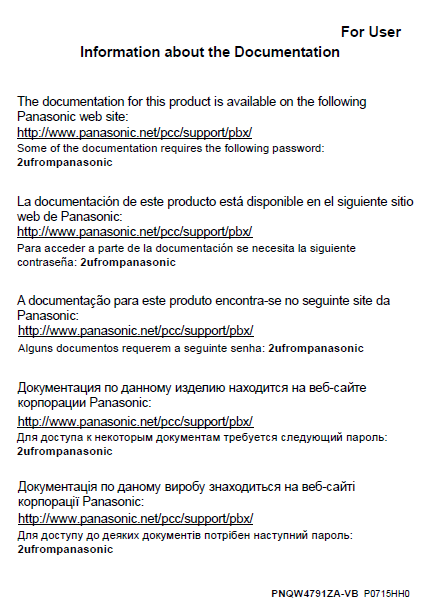 For User
Information about the Documentation
The documentation for this product is available on the following
Panasonic web site:
http://www.panasonic.net/pcc/support/pbx/
Some of the documentation requires the following password:
2ufrompanasonic
La documentación de este producto está disponible en el siguiente sitio
web de Panasonic:
http://www.panasonic.net/pcc/support/pbx/
Para acceder a parte de la documentación se necesita la siguiente
contraseña: 2ufrompanasonic
A documentação para este produto encontra-se no seguinte site da
Panasonic:
http://www.panasonic.net/pcc/support/pbx/
Alguns documentos requerem a seguinte senha: 2ufrompanasonic
Документация по данному изделию находится на веб-сайте
корпорации Panasonic:
http://www.panasonic.net/pcc/support/pbx/
Для доступа к некоторым документам требуется следующий пароль:
2ufrompanasonic
Документація по даному виробу знаходиться на веб-сайті
корпорації Panasonic:
http://www.panasonic.net/pcc/support/pbx/
Для доступу до деяких документів потрібен наступний пароль:
2ufrompanasonic
PNQW4791ZA-VB P0715HH0